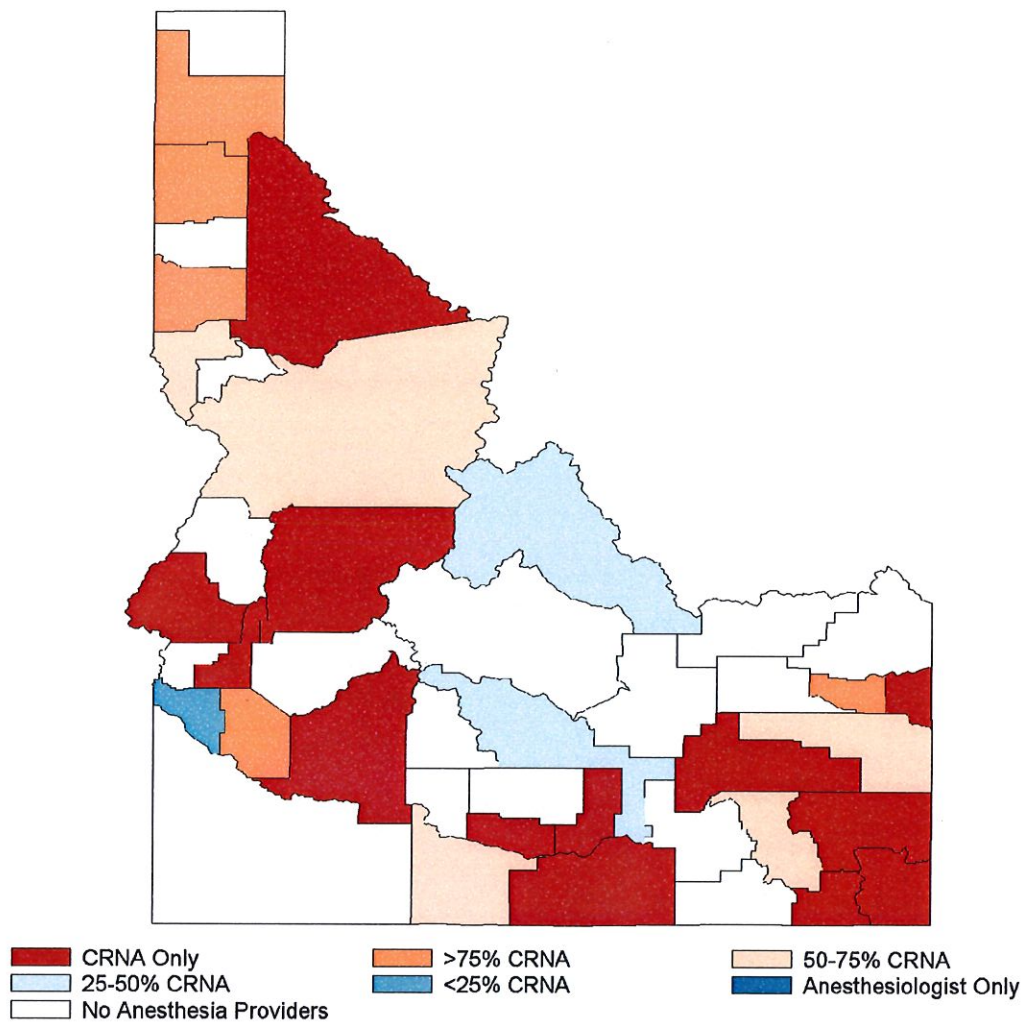 CRNA Only >75% CRNA 50-75% CRNA
25-50% CRNA <25% CRNA Anesthesiologist Only
No Anesthesia Providers